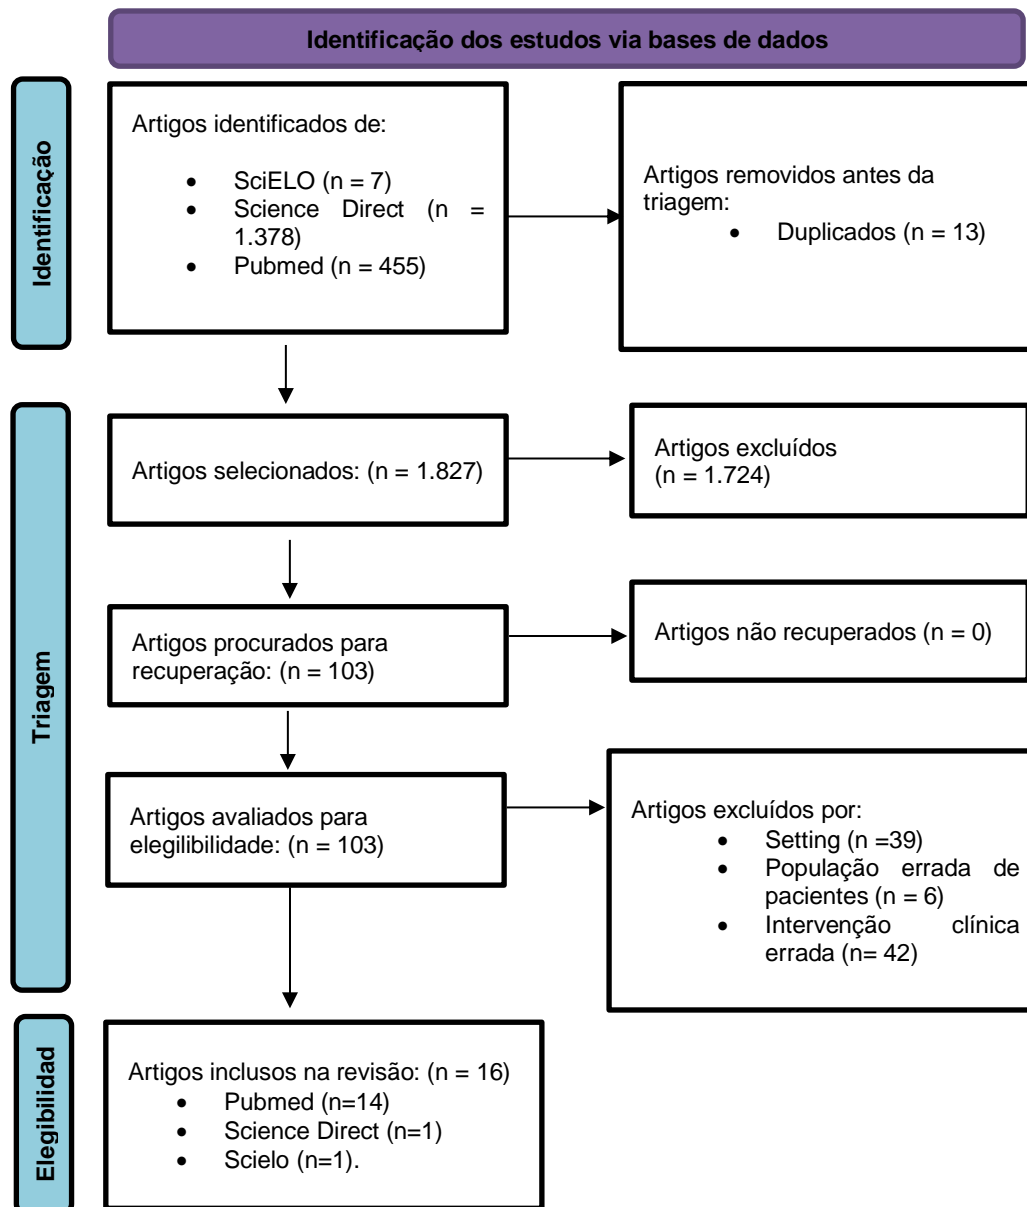 Identificação dos estudos via bases de dados
Identificação
Artigos identificados de:
• SciELO (n = 7)
• Science Direct (n =
1.378)
• Pubmed (n = 455)
Artigos removidos antes da
triagem:
• Duplicados (n = 13)
Triagem
Artigos selecionados: (n = 1.827)
Artigos excluídos
(n = 1.724)
Artigos procurados para
recuperação: (n = 103)
Artigos não recuperados (n = 0)
Artigos avaliados para
elegilibilidade: (n = 103)
Artigos excluídos por:
• Setting (n =39)
• População errada de
pacientes (n = 6)
• Intervenção clínica
errada (n= 42)
Elegibilidad
Artigos inclusos na revisão: (n = 16)
• Pubmed (n=14)
• Science Direct (n=1)
• Scielo (n=1).